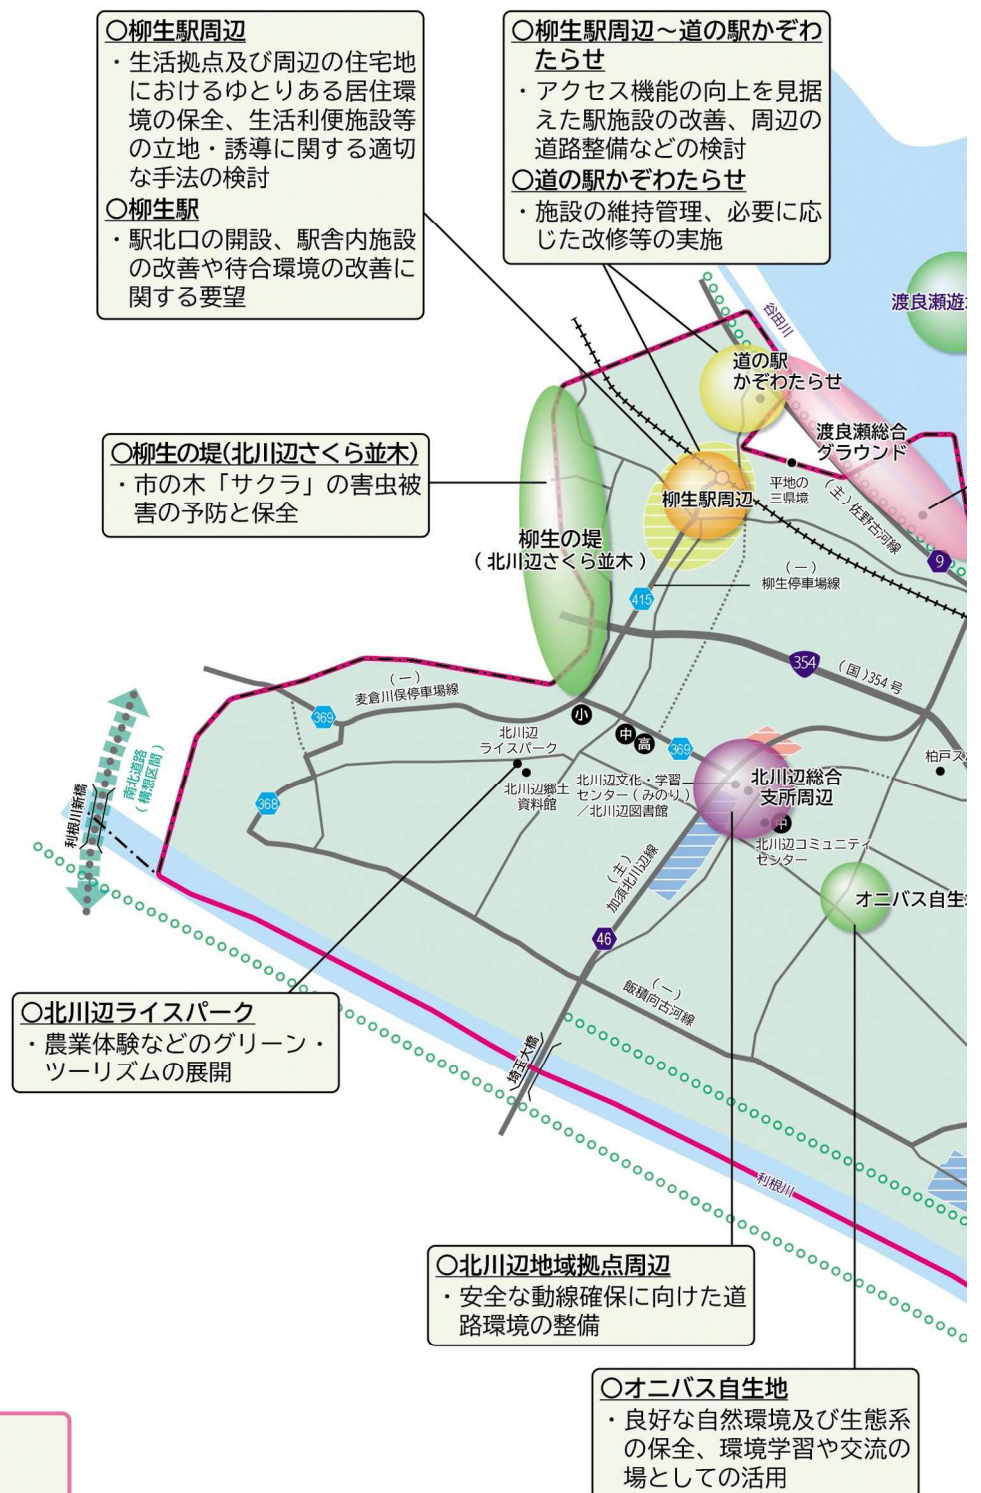 ○柳生駅周辺
・生活拠点及び周辺の住宅地
におけるゆとりある居住環
境の保全、生活利便施設等
の立地・誘導に関する適切
な手法の検討
○柳生駅
・駅北口の開設、駅舎内施設
の改善や待合環境の改善に
関する要望
○柳生駅周辺～道の駅かぞわ
たらせ
・アクセス機能の向上を見据
えた駅施設の改善、周辺の
道路整備などの検討
○道の駅かぞわたらせ
・施設の維持管理、必要に応
じた改修等の実施
谷田川
渡良瀬遊
道の駅
かぞわたらせ
渡良瀬総合
グラウンド
平地の
三県境
(主)佐野古河線
9
○柳生の堤(北川辺さくら並木)
・市の木「サクラ」の害虫被
害の予防と保全
柳生駅周辺
柳生の堤
(北川辺さくら並木)
(一)
柳生停車場線
415
354
(国)354号
(一)
麦倉川俣停車場線
369
小
中
高
369
北川辺
ライスパーク
北川辺郷土
資料館
北川辺文化・学習
センター(みのり)
／北川辺図書館
北川辺総合
支所周辺
柏戸ス
中
北川辺コミュニティ
センター
南北道路
(構想区間)
利根川新橋
368
(主)
加須北川辺線
46
オニバス自生
(一)
飯積向古河線
○北川辺ライスパーク
・農業体験などのグリーン・
ツーリズムの展開
埼玉大橋
利根川
○北川辺地域拠点周辺
・安全な動線確保に向けた道
路環境の整備
○オニバス自生地
・良好な自然環境及び生態系
の保全、環境学習や交流の
場としての活用